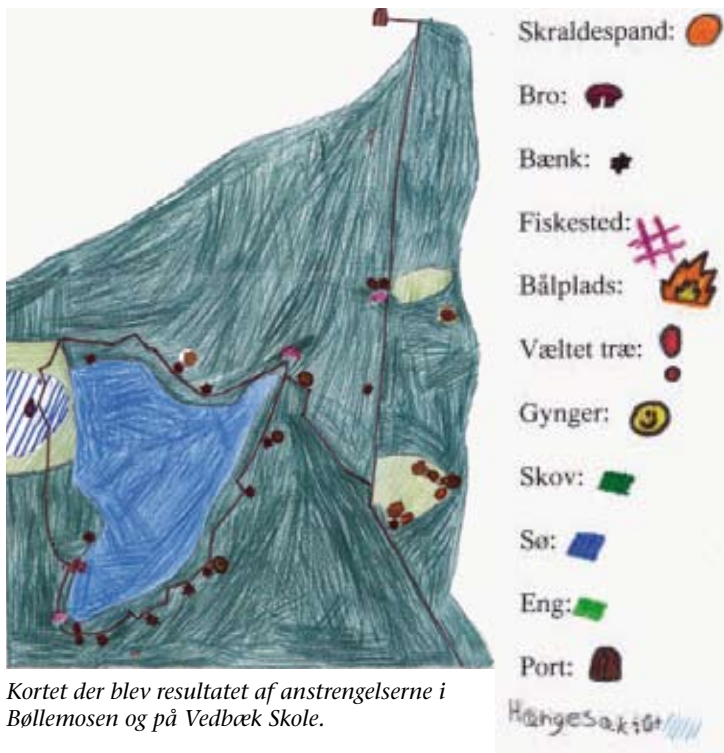 Skraldespand:
Bro:
Bænk:
Fiskested:
Bålplads:
Væltet træ:
Gynger:
Skov:
Sø:
Eng:
Port:
Hængesækidt
Kortet der blev resultatet af anstrengelserne i
Bøllemosen og på Vedbæk Skole.